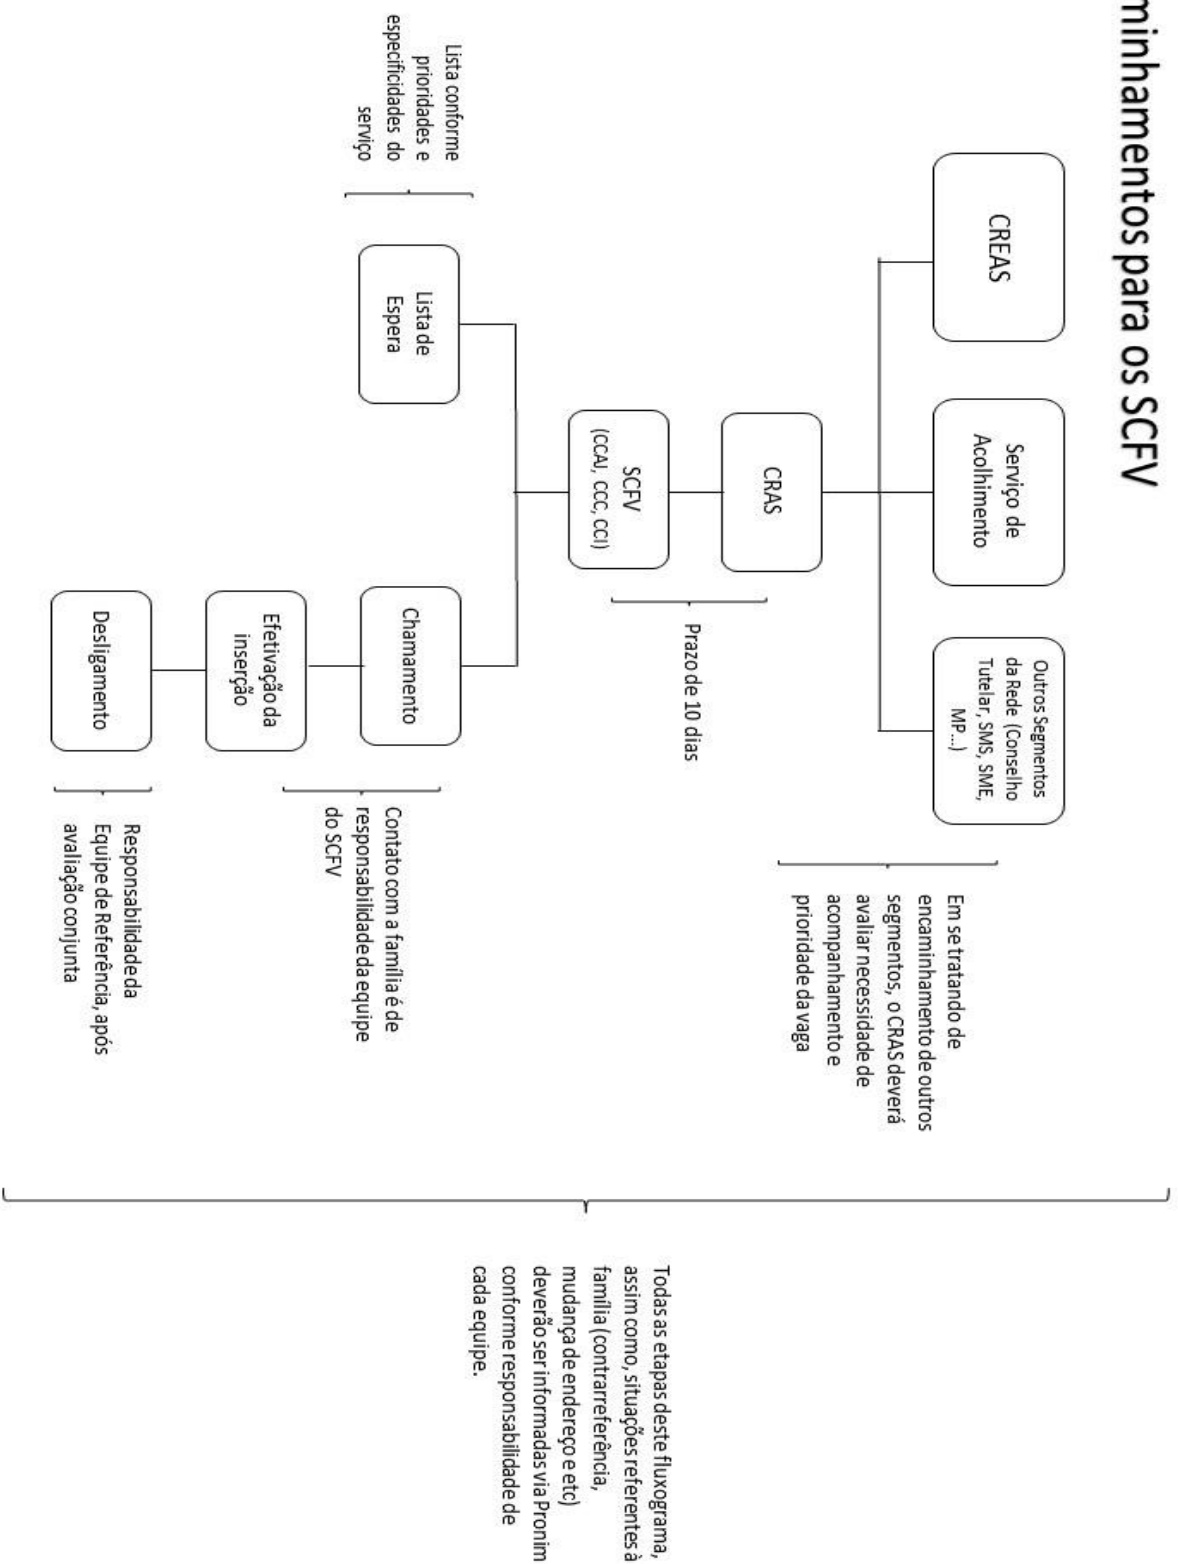 minhamentos para os SCFV
CREAS
Serviço de
Acolhimento
Outros Segmentos
da Rede (Conselho
Tutelar, SMS, SME,
MP...)
Em se tratando de
encaminhamento de outros
segmentos, o CRAS deverá
avaliar necessidade de
acompanhamento e
prioridade da vaga
CRAS
SCFV
(CCAI, CCC, CCI)
Prazo de 10 dias
Lista conforme
prioridades e
especificidades do
serviço
Lista de
Espera
Chamamento
Efetivação da
inserção
Contato com a família é de
responsabilidade da equipe
do SCFV
Desligamento
Responsabilidade da
Equipe de Referência, após
avaliação conjunta
Todas as etapas deste fluxograma,
assim como, situações referentes à
família (contrarreferência,
mudança de endereço e etc)
deverão ser informadas via Pronim
conforme responsabilidade de
cada equipe.